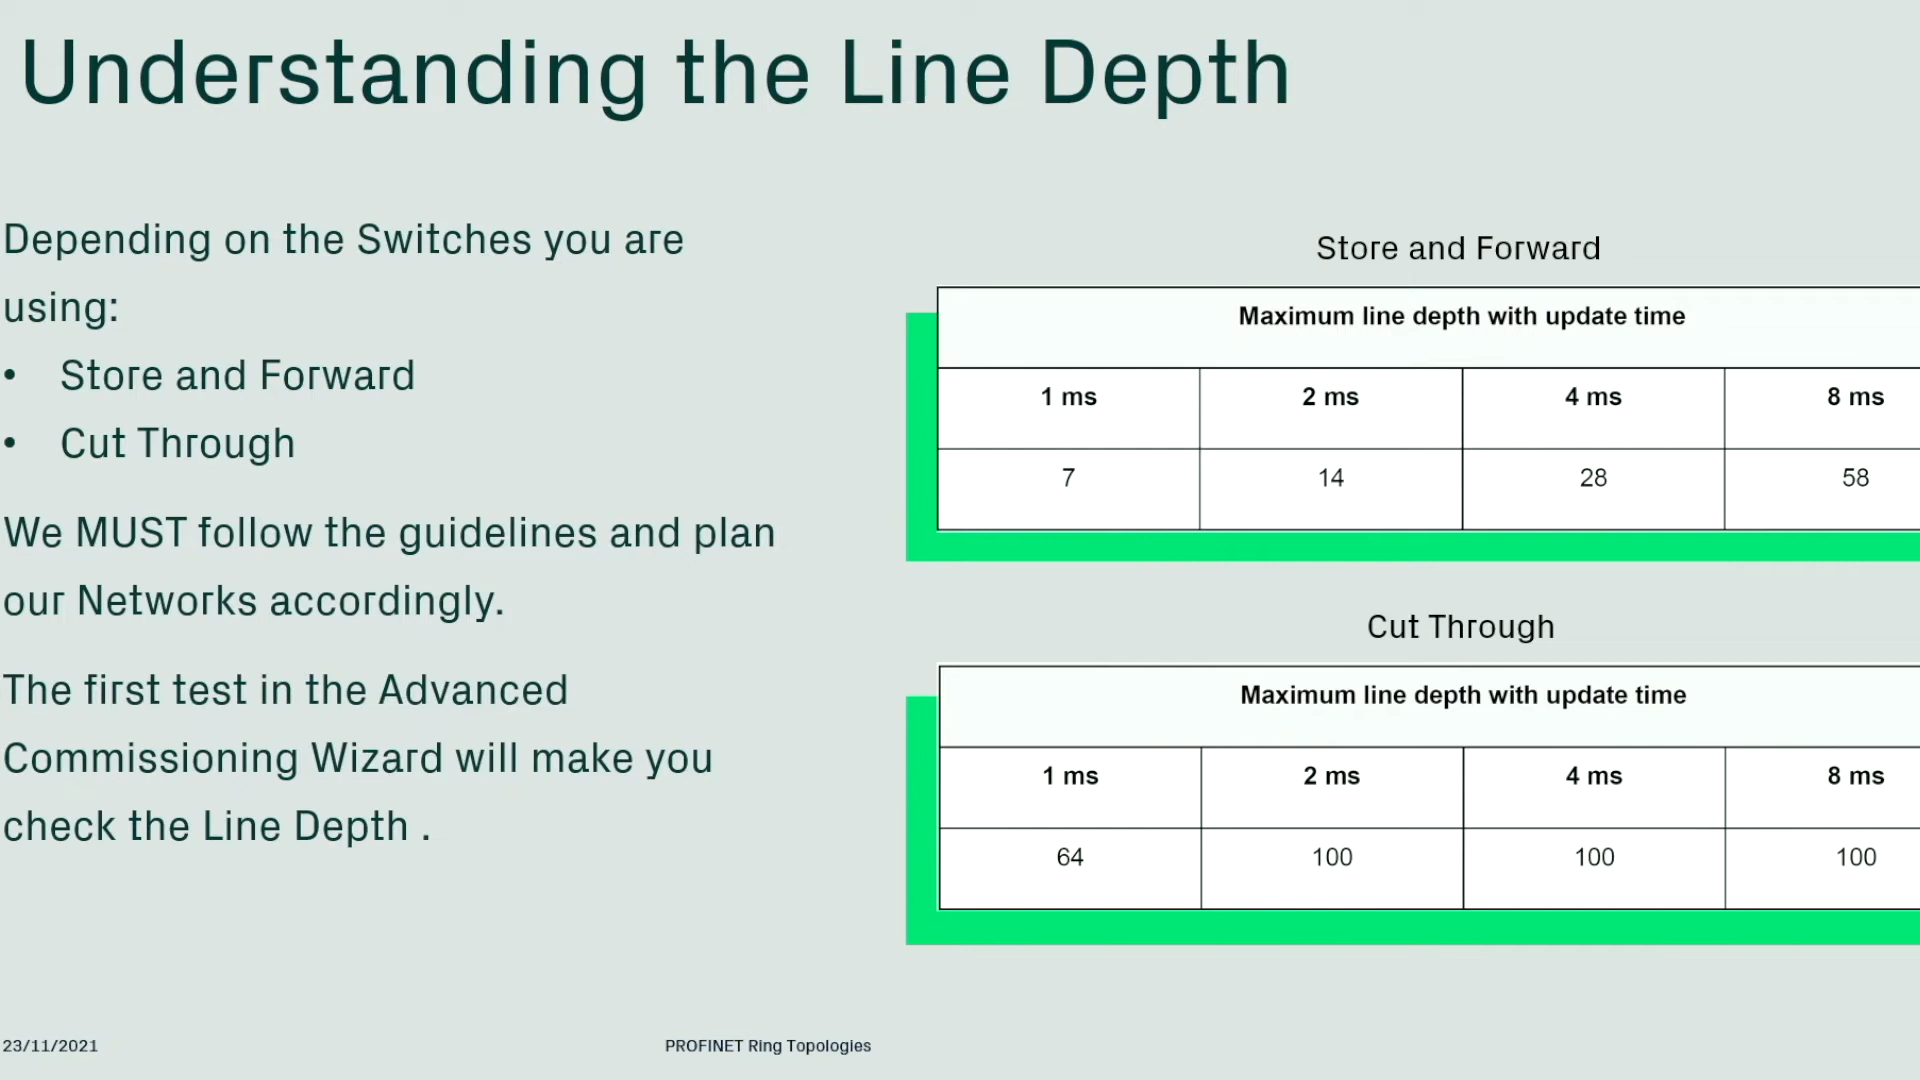 Understanding the Line Depth
Depending on the Switches you are
using:
• Store and Forward
• Cut Through
We MUST follow the guidelines and plan
our Networks accordingly.
The first test in the Advanced
Commissioning Wizard will make you
check the Line Depth .
Store and Forward
Maximum line depth with update time
1 ms 2 ms 4 ms 8 ms
7 14 28 58
Cut Through
Maximum line depth with update time
1 ms 2 ms 4 ms 8 ms
64 100 100 100
23/11/2021 PROFINET Ring Topologies